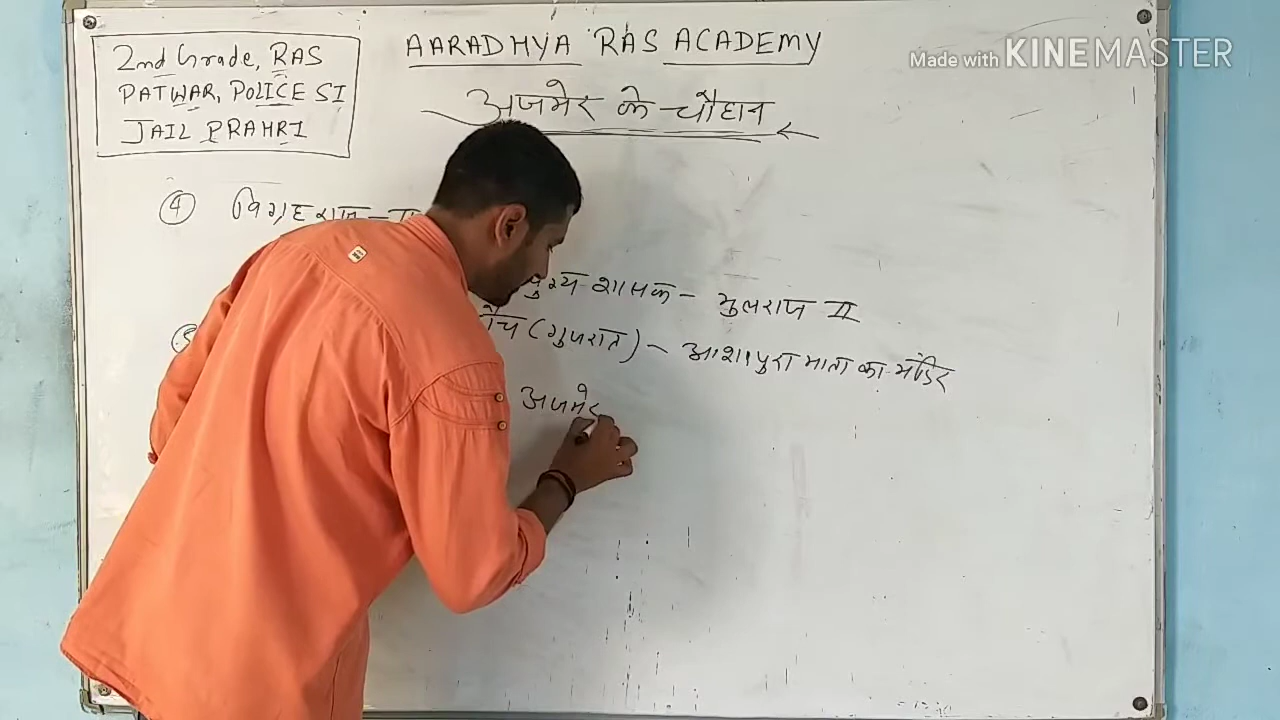 2nd Grade, RAS
PATWAR, POLICE SI
JAIL PRAHRI
AARADHYA RAS ACADEMY
Made with KINEMASTER
अजमेर के चौहान
④ विग्रहराज -
शासक - मुलराज II
(गुजरात) - आशापुरा माता का मंदिर
अजमेर